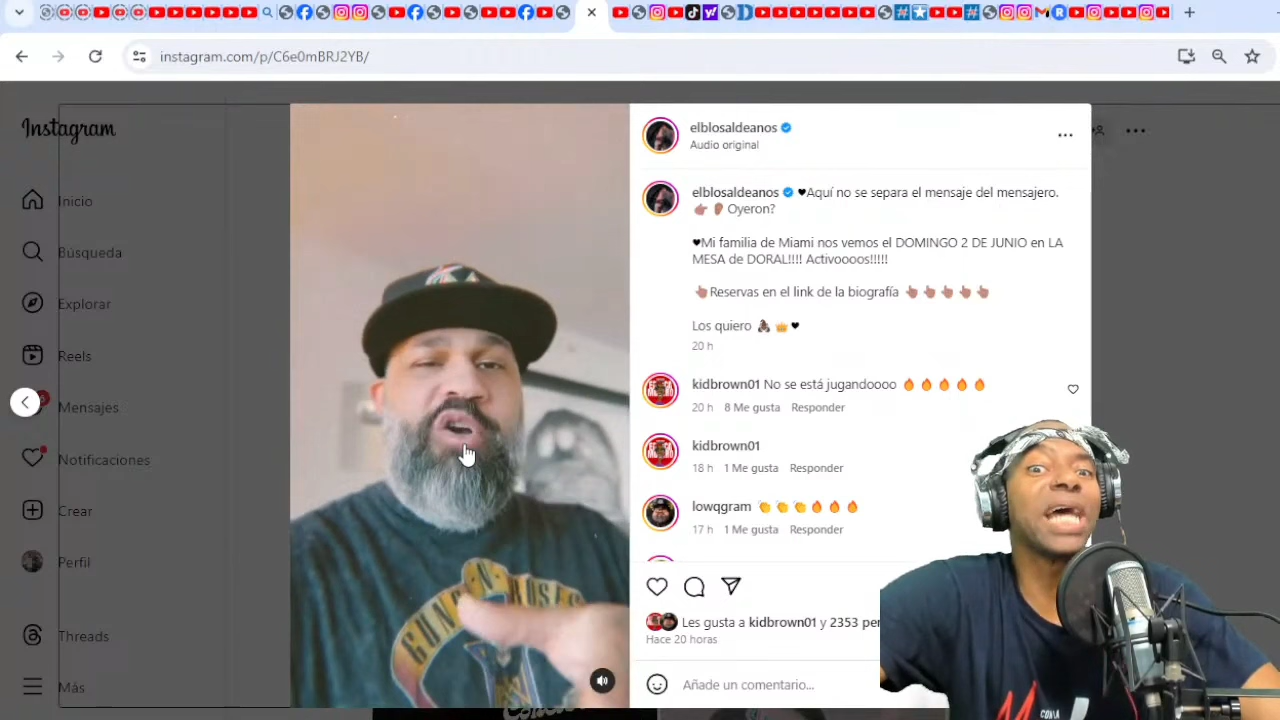 instagram.com/p/C6e0mBRJ2YB/
Instagram
Inicio
Búsqueda
Explorar
Reels
Mensajes
Notificaciones
Crear
Perfil
Threads
Más
GUNS N ROSES
elblosaldeanos
Audio original
elblosaldeanos ♥Aquí no se separa el mensaje del mensajero.
👉🏽👂🏽Oyeron?
♥Mi familia de Miami nos vemos el DOMINGO 2 DE JUNIO en LA
MESA de DORAL!!!! Activoooos!!!!!
👆🏽Reservas en el link de la biografía 👆🏽👆🏽👆🏽👆🏽👆🏽
Los quiero 🦍👑♥
20 h
kidbrown01 No se está jugandoooo 🔥🔥🔥🔥🔥
20 h 8 Me gusta Responder
kidbrown01
18 h 1 Me gusta Responder
lowqgram 👏👏👏🔥🔥🔥
17 h 1 Me gusta Responder
Les gusta a kidbrown01 y 2353 per
Hace 20 horas
Añade un comentario...